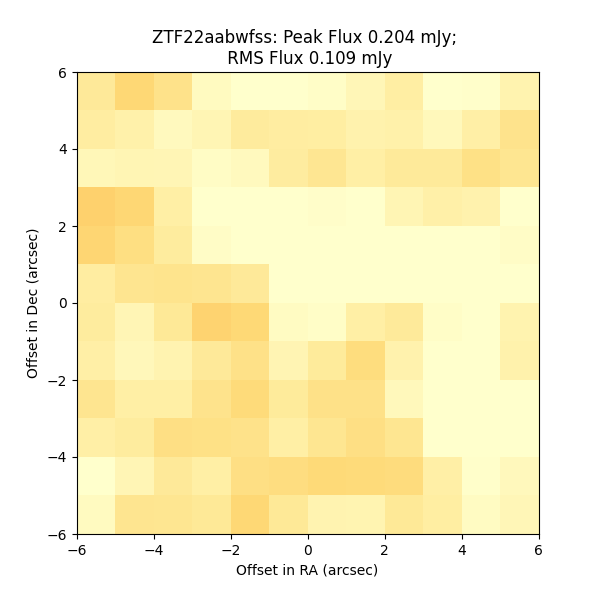 ZTF22aabwfss: Peak Flux 0.204 mJy;
RMS Flux 0.109 mJy
6
4
2
0
−2
−4
−6
Offset in Dec (arcsec)
−6 −4 −2 0 2 4 6
Offset in RA (arcsec)